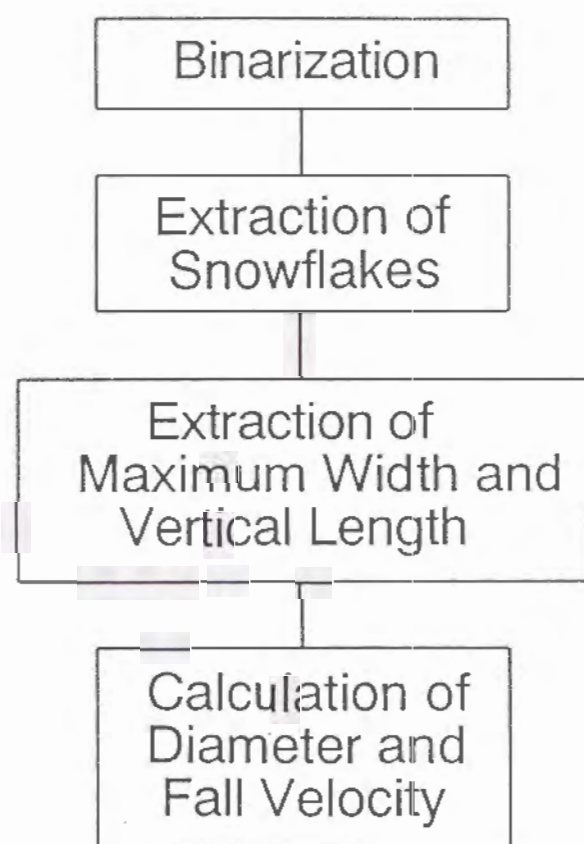 Binarization
Extraction of
Snowflakes
Extraction of
Maximum Width and
Vertical Length
Calculation of
Diameter and
Fall Velocity